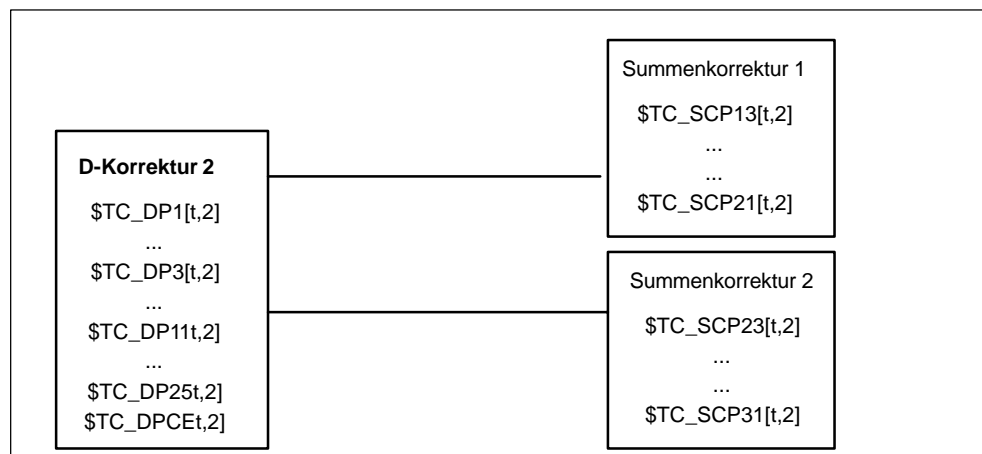 D-Korrektur 2
$TC_DP1[t,2]
...
$TC_DP3[t,2]
...
$TC_DP11t,2]
...
$TC_DP25t,2]
$TC_DPCEt,2]
Summenkorrektur 1
$TC_SCP13[t,2]
...
...
$TC_SCP21[t,2]
Summenkorrektur 2
$TC_SCP23[t,2]
...
...
$TC_SCP31[t,2]